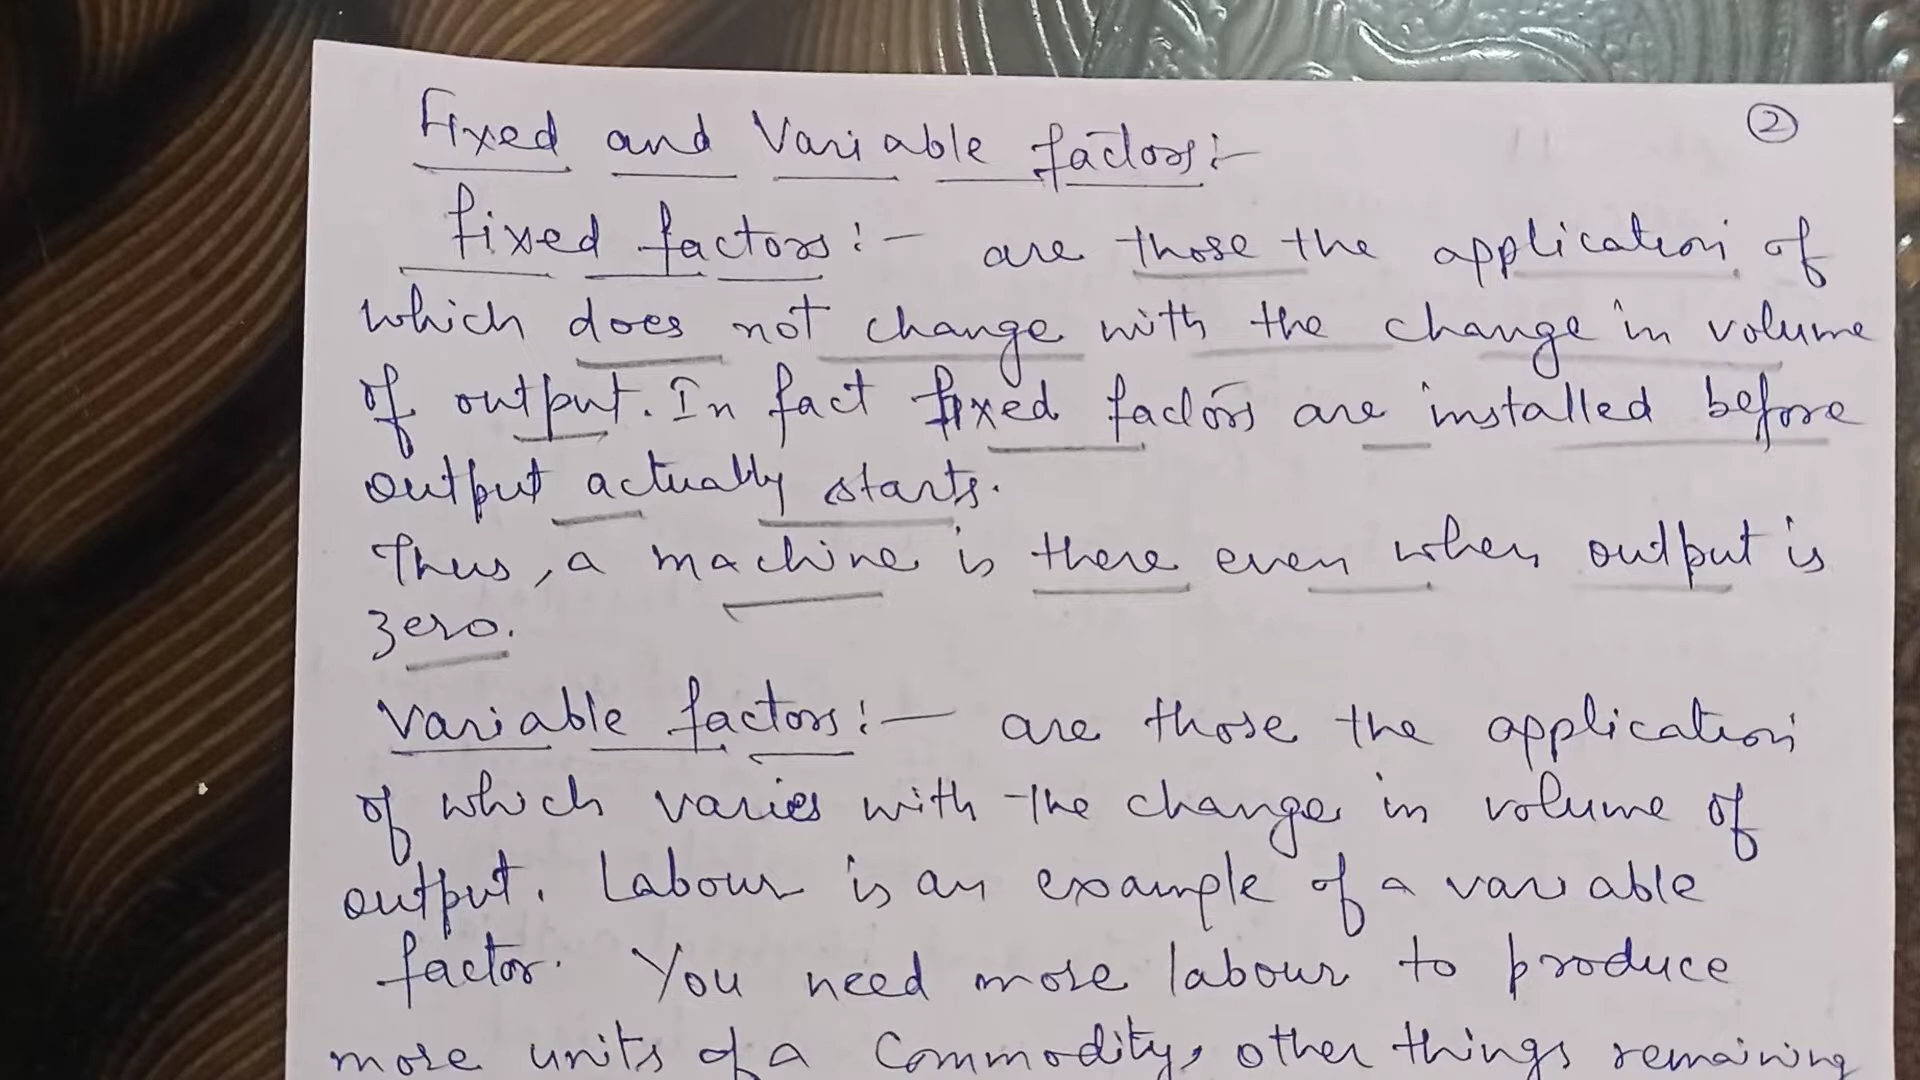 ②
Fixed and Variable factors:-
fixed factors:- are those the application of
which does not change with the change in volume
of output. In fact fixed factors are installed before
output actually starts.
Thus, a machine is there even when output is
zero.
Variable factors:- are those the application
of which varies with the change in volume of
output. Labour is an example of a variable
factor. You need more labour to produce
more units of a Commodity, other things remaining